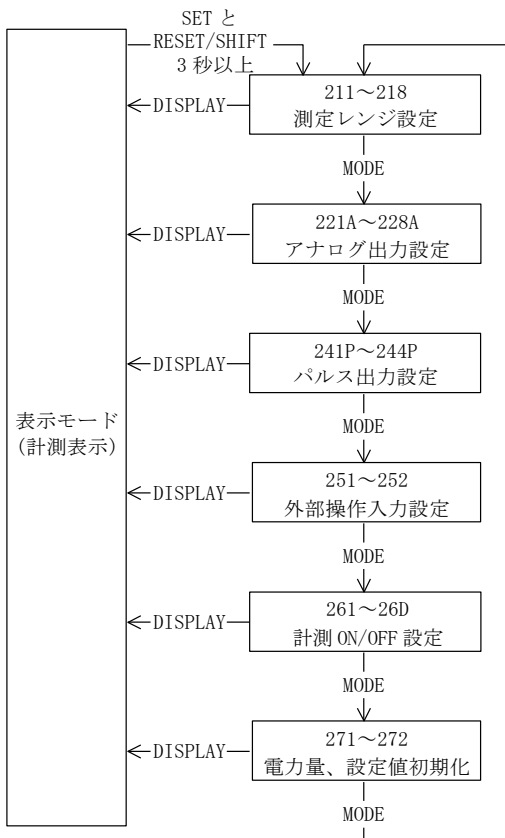 SET と
RESET/SHIFT
3 秒以上
211～218
測定レンジ設定
DISPLAY
MODE
221A～228A
アナログ出力設定
DISPLAY
MODE
241P～244P
パルス出力設定
DISPLAY
MODE
表示モード
(計測表示)
251～252
外部操作入力設定
DISPLAY
MODE
261～26D
計測 ON/OFF 設定
DISPLAY
MODE
271～272
電力量、設定値初期化
DISPLAY
MODE